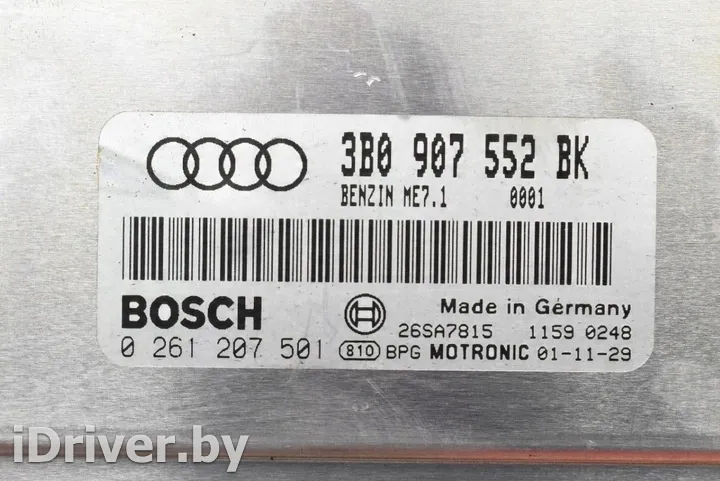 3B0 907 552 BK
BENZIN ME7.1 0001
BOSCH
Made in Germany
26SA7815 1159 0248
0 261 207 501 810 BPG MOTRONIC 01-11-29
iDriver.by